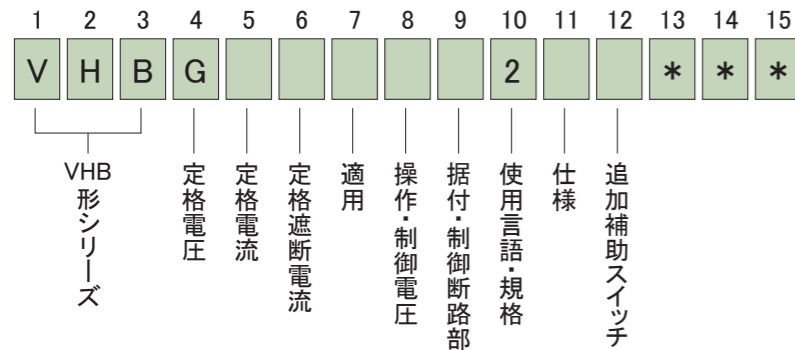 1 2 3 4 5 6 7 8 9 10 11 12 13 14 15
V H B G 2 * * *
VHB
形シリーズ
定格電圧
定格電流
定格遮断電流
適用
操作・制御電圧
据付・制御断路部
使用言語・規格
仕様
追加補助スイッチ